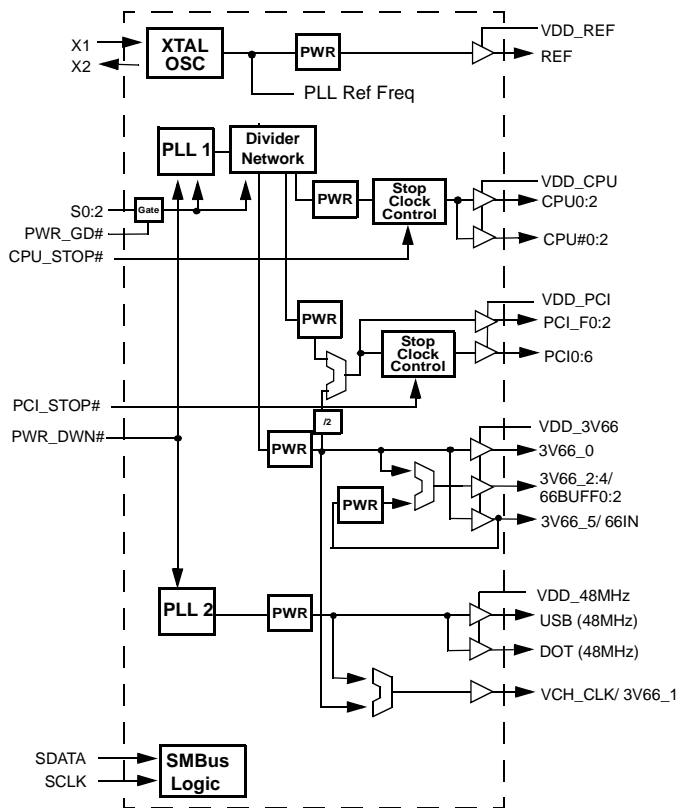 X1
X2
XTAL
OSC
PWR
VDD_REF
REF
PLL Ref Freq
PLL 1
Divider
Network
S0:2
Gate
PWR_GD#
CPU_STOP#
PWR
Stop
Clock
Control
VDD_CPU
CPU0:2
CPU#0:2
PWR
Stop
Clock
Control
VDD_PCI
PCI_F0:2
PCI0:6
PCI_STOP#
PWR_DWN#
/2
PWR
VDD_3V66
3V66_0
3V66_2:4/
66BUFF0:2
PWR
3V66_5/ 66IN
PLL 2
PWR
VDD_48MHz
USB (48MHz)
DOT (48MHz)
VCH_CLK/ 3V66_1
SDATA
SCLK
SMBus
Logic